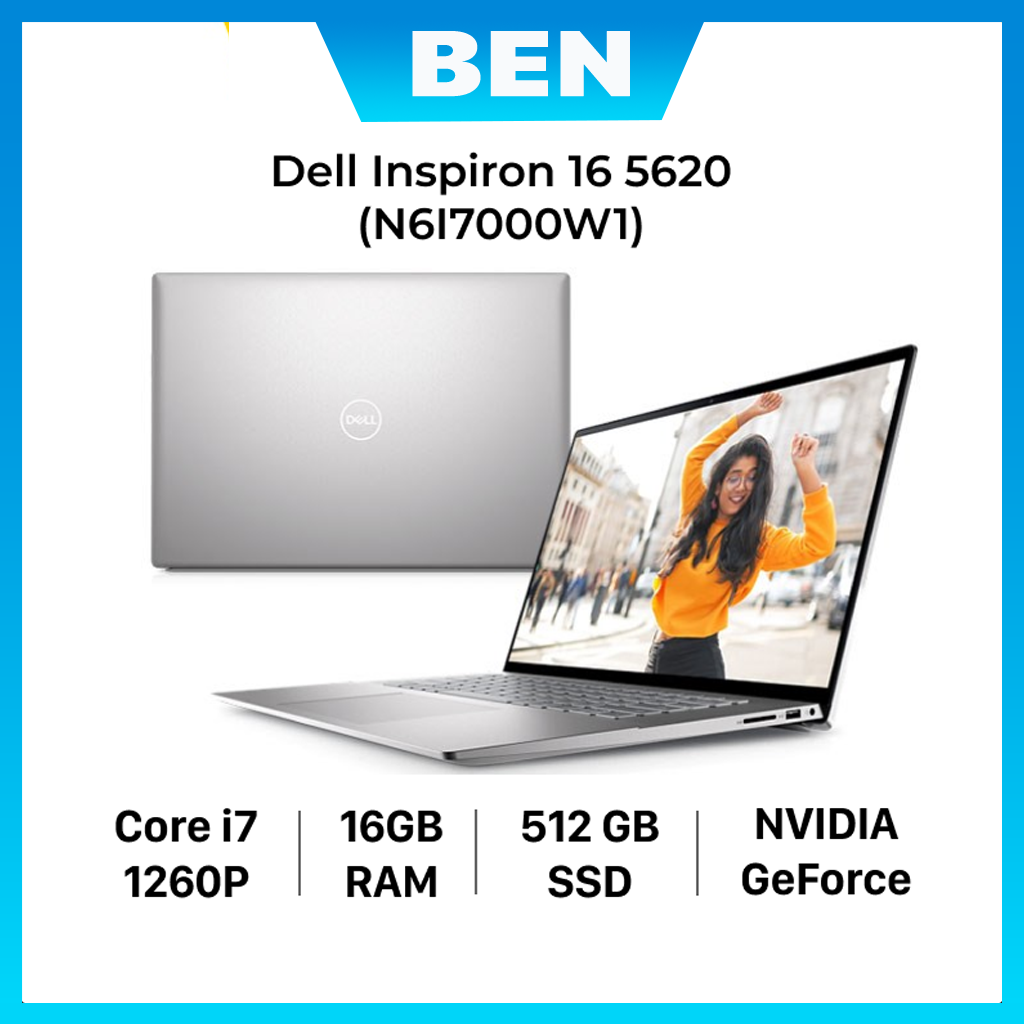 BEN
Dell Inspiron 16 5620
(N6I7000W1)
DELL
Core i7
1260P
16GB
RAM
512 GB
SSD
NVIDIA
GeForce